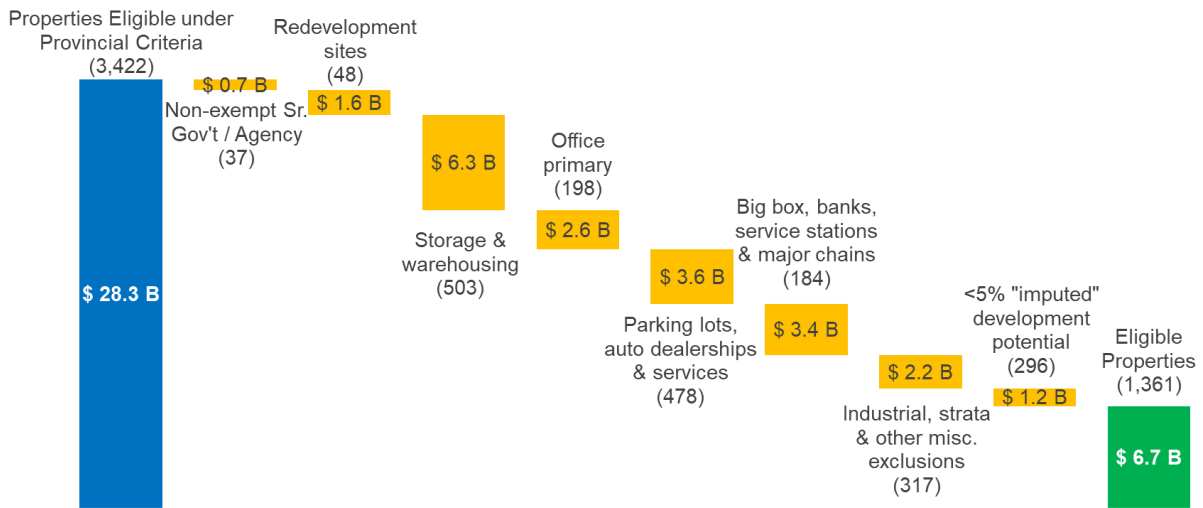 Properties Eligible under
Provincial Criteria
(3,422)
$ 28.3 B
$ 0.7 B
Non-exempt Sr.
Gov't / Agency
(37)
Redevelopment
sites
(48)
$ 1.6 B
$ 6.3 B
Storage &
warehousing
(503)
Office
primary
(198)
$ 2.6 B
$ 3.6 B
Parking lots,
auto dealerships
& services
(478)
Big box, banks,
service stations
& major chains
(184)
$ 3.4 B
$ 2.2 B
Industrial, strata
& other misc.
exclusions
(317)
<5% "imputed"
development
potential
(296)
$ 1.2 B
Eligible
Properties
(1,361)
$ 6.7 B